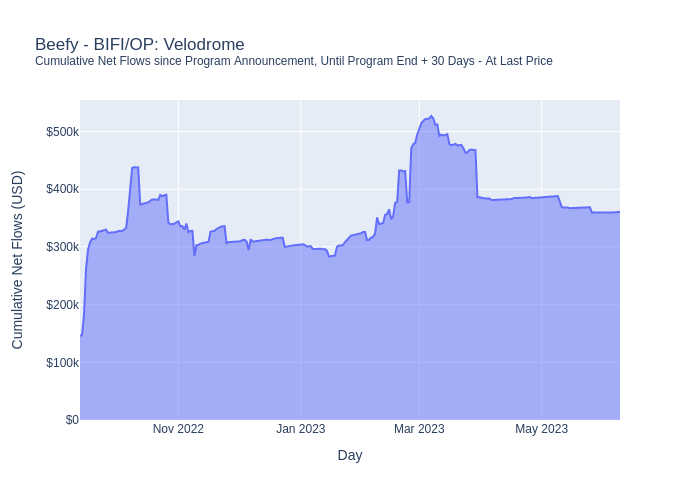 Beefy - BIFI/OP: Velodrome
Cumulative Net Flows since Program Announcement, Until Program End + 30 Days - At Last Price
Cumulative Net Flows (USD)
$500k
$400k
$300k
$200k
$100k
$0
Nov 2022
Jan 2023
Mar 2023
May 2023
Day